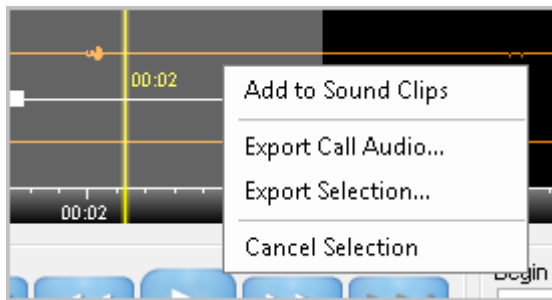 00:02
Add to Sound Clips
Export Call Audio...
Export Selection...
00:02
Cancel Selection
Begin